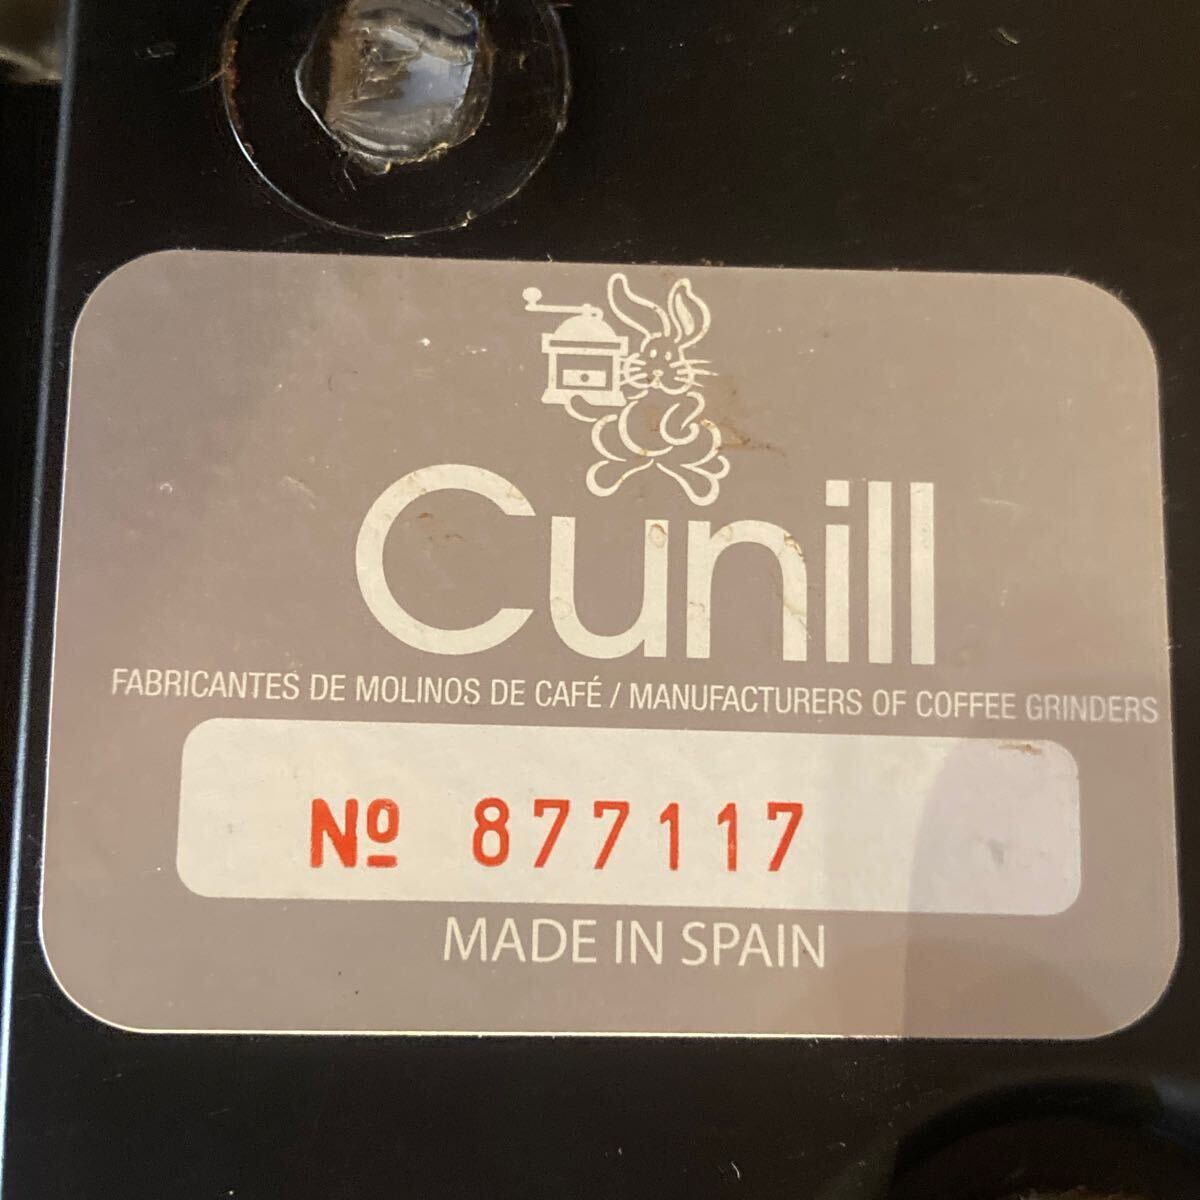 Cunill
FABRICANTES DE MOLINOS DE CAFÉ / MANUFACTURERS OF COFFEE GRINDERS
Nº 877117
MADE IN SPAIN